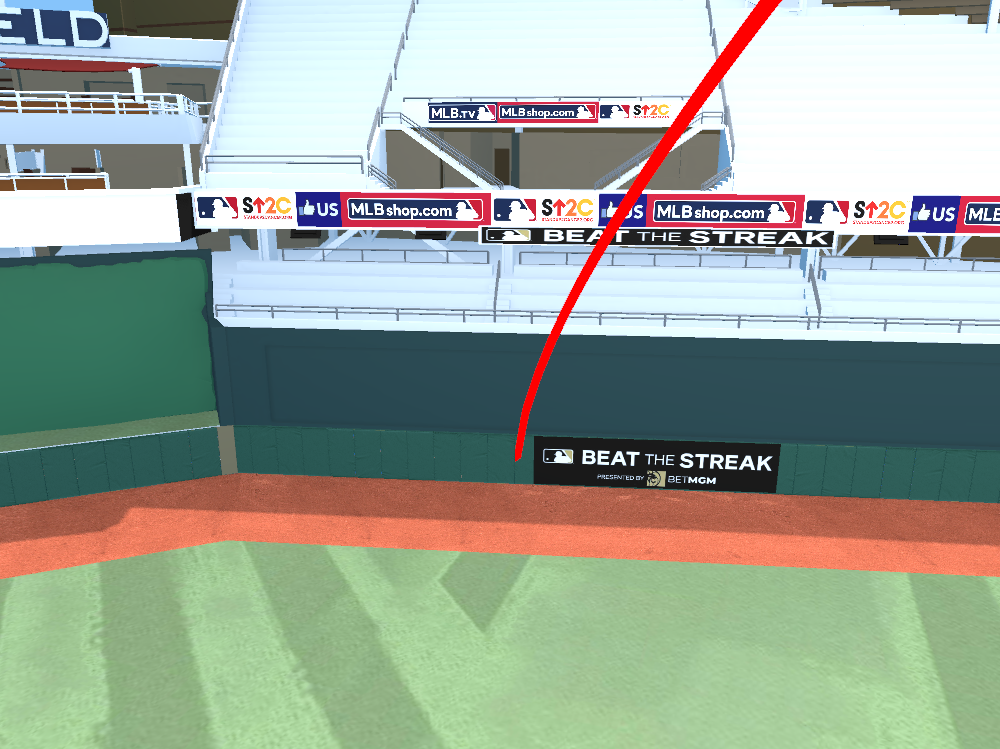 ELD
MLB.TV MLBshop.com S↑2C
S↑2C US MLBshop.com S↑2C US MLBshop.com S↑2C US MLB
BEAT THE STREAK
BEAT THE STREAK
PRESENTED BY BETMGM